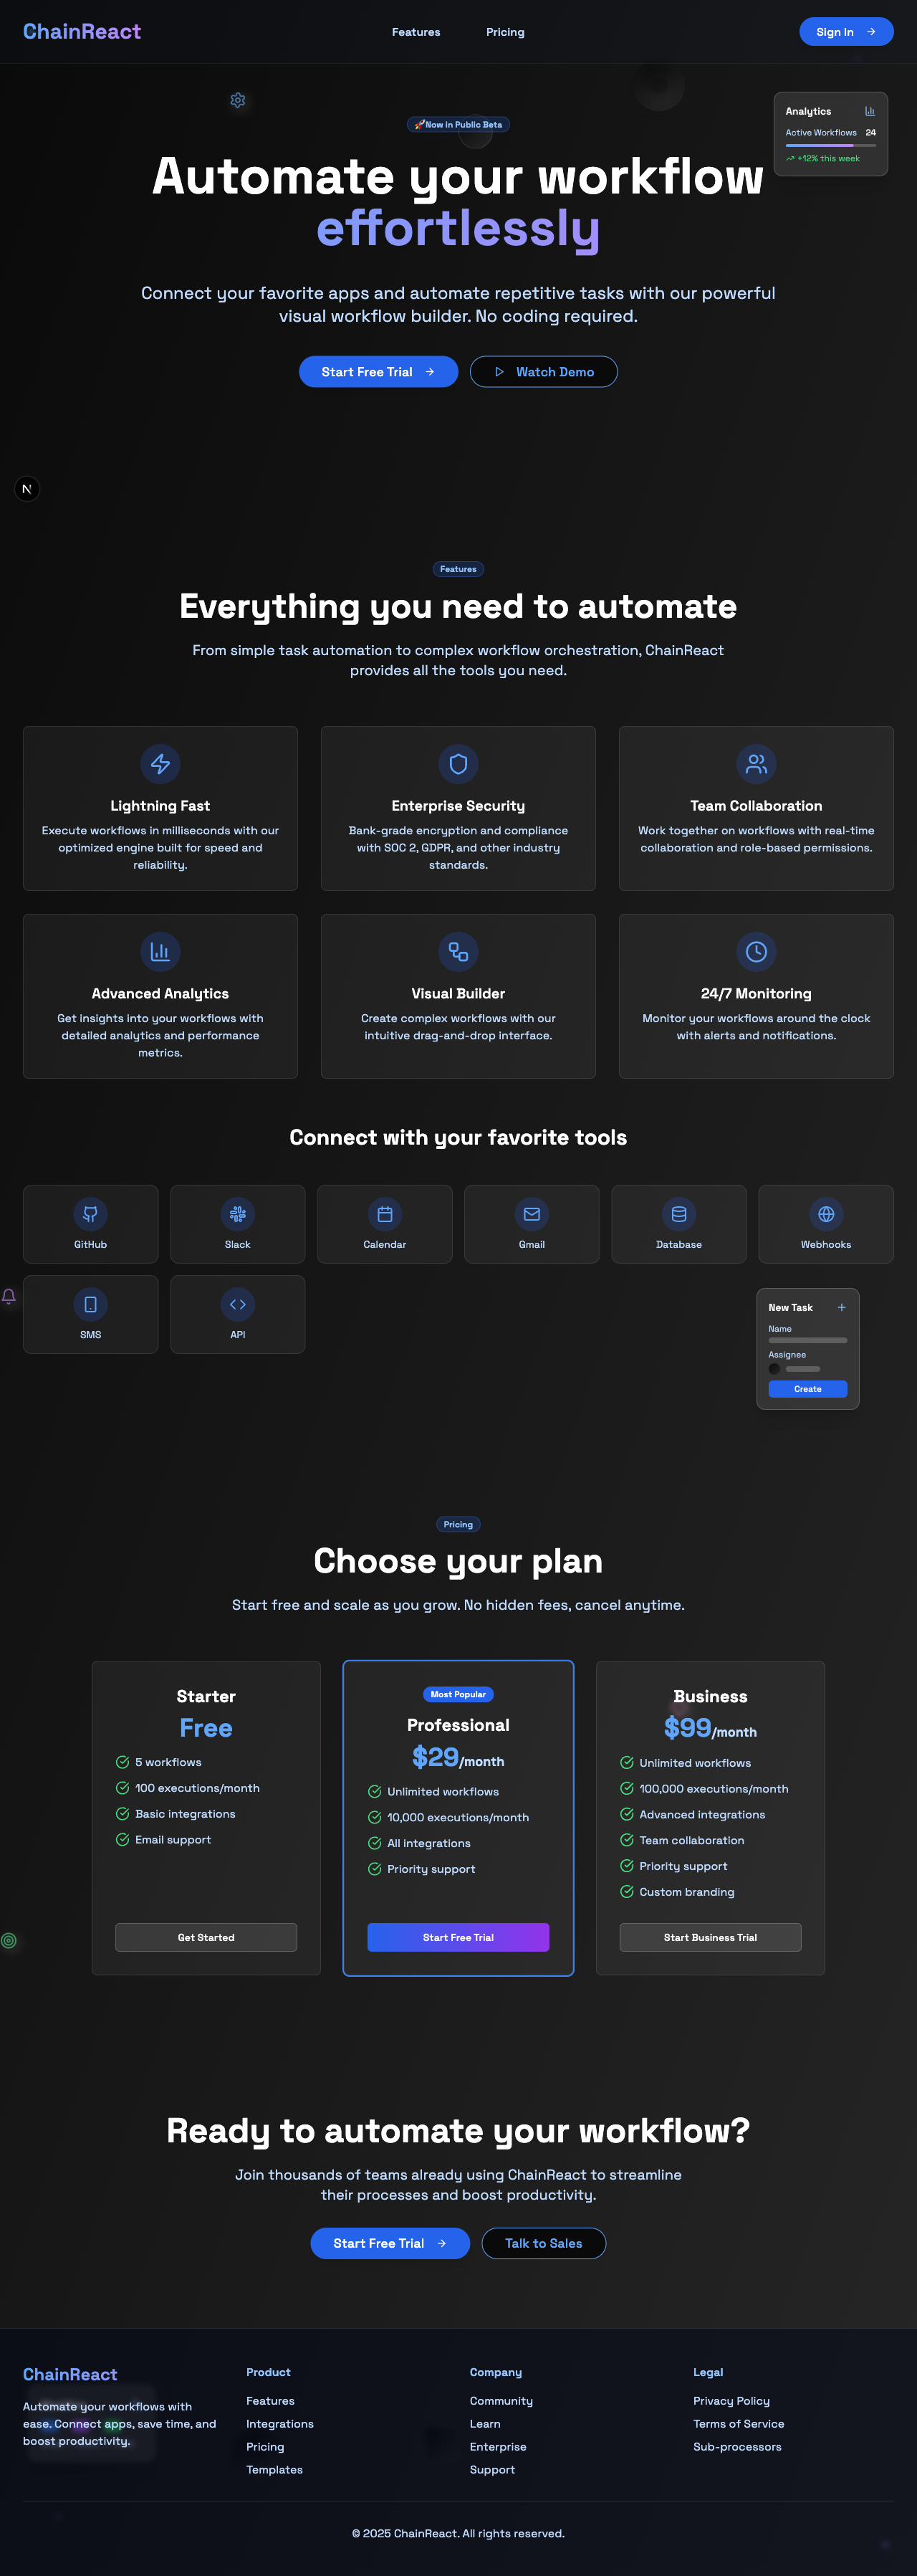 ChainReact
Features
Pricing
Sign In
🚀Now in Public Beta
Analytics
Active Workflows 24
+12% this week
Automate your workflow
effortlessly
Connect your favorite apps and automate repetitive tasks with our powerful
visual workflow builder. No coding required.
Start Free Trial
Watch Demo
N
Features
Everything you need to automate
From simple task automation to complex workflow orchestration, ChainReact
provides all the tools you need.
Lightning Fast
Execute workflows in milliseconds with our
optimized engine built for speed and
reliability.
Enterprise Security
Bank-grade encryption and compliance
with SOC 2, GDPR, and other industry
standards.
Team Collaboration
Work together on workflows with real-time
collaboration and role-based permissions.
Advanced Analytics
Get insights into your workflows with
detailed analytics and performance
metrics.
Visual Builder
Create complex workflows with our
intuitive drag-and-drop interface.
24/7 Monitoring
Monitor your workflows around the clock
with alerts and notifications.
Connect with your favorite tools
GitHub
Slack
Calendar
Gmail
Database
Webhooks
SMS
API
New Task
Name
Assignee
Create
Pricing
Choose your plan
Start free and scale as you grow. No hidden fees, cancel anytime.
Starter
Free
5 workflows
100 executions/month
Basic integrations
Email support
Get Started
Most Popular
Professional
$29/month
Unlimited workflows
10,000 executions/month
All integrations
Priority support
Start Free Trial
Business
$99/month
Unlimited workflows
100,000 executions/month
Advanced integrations
Team collaboration
Priority support
Custom branding
Start Business Trial
Ready to automate your workflow?
Join thousands of teams already using ChainReact to streamline
their processes and boost productivity.
Start Free Trial
Talk to Sales
ChainReact
Automate your workflows with
ease. Connect apps, save time, and
boost productivity.
Product
Features
Integrations
Pricing
Templates
Company
Community
Learn
Enterprise
Support
Legal
Privacy Policy
Terms of Service
Sub-processors
© 2025 ChainReact. All rights reserved.